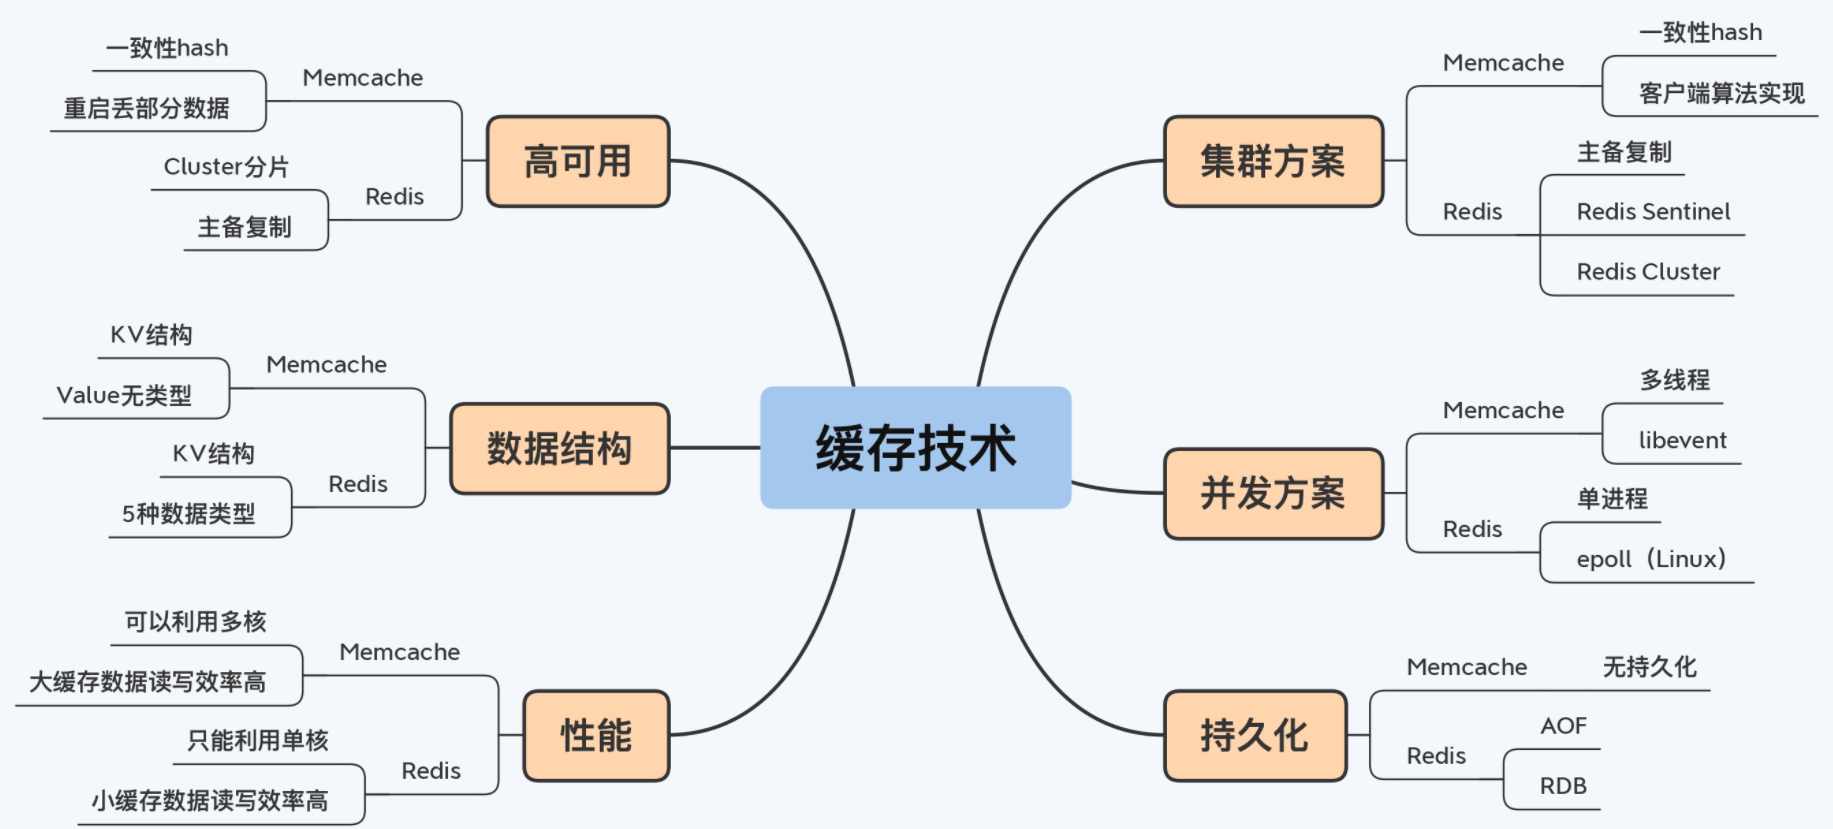 缓存技术
高可用
Memcache
一致性hash
重启丢部分数据
Redis
Cluster分片
主备复制
数据结构
Memcache
KV结构
Value无类型
Redis
KV结构
5种数据类型
性能
Memcache
可以利用多核
大缓存数据读写效率高
Redis
只能利用单核
小缓存数据读写效率高
集群方案
Memcache
一致性hash
客户端算法实现
Redis
主备复制
Redis Sentinel
Redis Cluster
并发方案
Memcache
多线程
libevent
Redis
单进程
epoll（Linux）
持久化
Memcache
无持久化
Redis
AOF
RDB